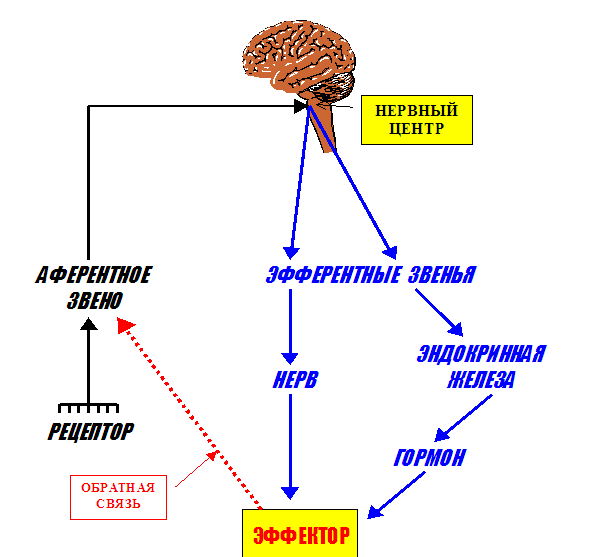 НЕРВНЫЙ
ЦЕНТР
АФЕРЕНТНОЕ
ЗВЕНО
ЭФФЕРЕНТНЫЕ ЗВЕНЬЯ
ЭНДОКРИННАЯ
ЖЕЛЕЗА
НЕРВ
РЕЦЕПТОР
ГОРМОН
ОБРАТНАЯ
СВЯЗЬ
ЭФФЕКТОР